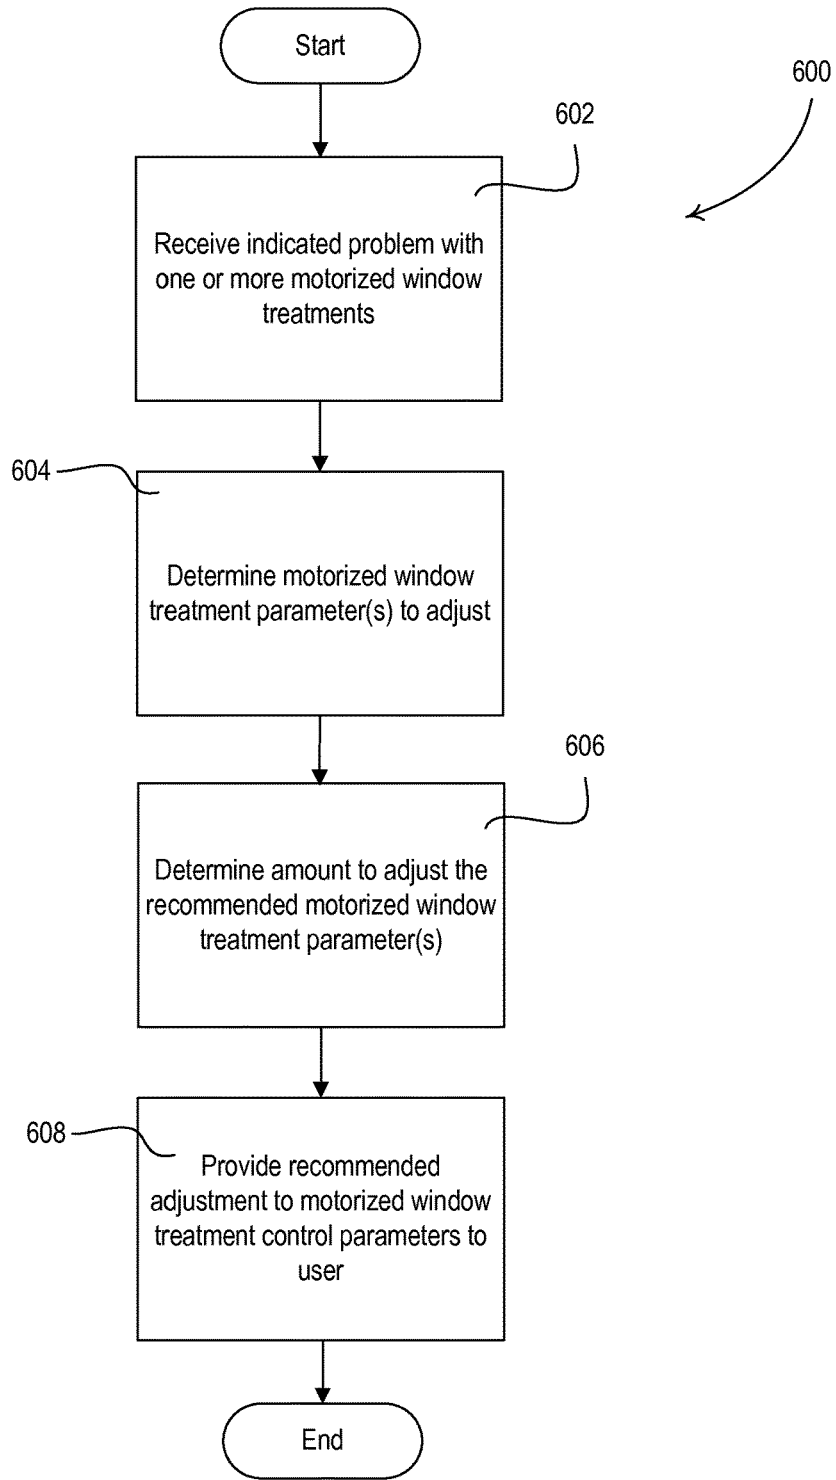 Start
600
602
Receive indicated problem with
one or more motorized window
treatments
604
Determine motorized window
treatment parameter(s) to adjust
606
Determine amount to adjust the
recommended motorized window
treatment parameter(s)
608
Provide recommended
adjustment to motorized window
treatment control parameters to
user
End